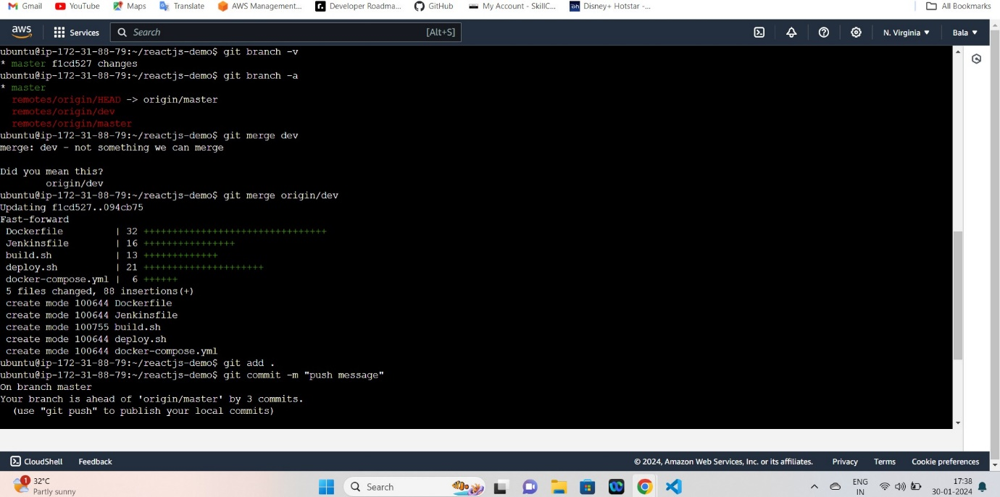 Gmail YouTube Maps Translate AWS Management... Developer Roadma... GitHub My Account - SkillC... Disney+ Hotstar -... All Bookmarks
aws Services Search [Alt+S] N. Virginia ▼ Bala ▼
ubuntu@ip-172-31-88-79:~/reactjs-demo$ git branch -v
* master f1cd527 changes
ubuntu@ip-172-31-88-79:~/reactjs-demo$ git branch -a
* master
remotes/origin/HEAD -> origin/master
remotes/origin/dev
remotes/origin/master
ubuntu@ip-172-31-88-79:~/reactjs-demo$ git merge dev
merge: dev - not something we can merge
Did you mean this?
origin/dev
ubuntu@ip-172-31-88-79:~/reactjs-demo$ git merge origin/dev
Updating f1cd527..094cb75
Fast-forward
Dockerfile | 32 ++++++++++++++++++++++++++++++++
Jenkinsfile | 16 ++++++++++++++++
build.sh | 13 +++++++++++++
deploy.sh | 21 +++++++++++++++++++++
docker-compose.yml | 6 ++++++
5 files changed, 88 insertions(+)
create mode 100644 Dockerfile
create mode 100644 Jenkinsfile
create mode 100755 build.sh
create mode 100644 deploy.sh
create mode 100644 docker-compose.yml
ubuntu@ip-172-31-88-79:~/reactjs-demo$ git add .
ubuntu@ip-172-31-88-79:~/reactjs-demo$ git commit -m "push message"
On branch master
Your branch is ahead of 'origin/master' by 3 commits.
(use "git push" to publish your local commits)
CloudShell Feedback © 2024, Amazon Web Services, Inc. or its affiliates. Privacy Terms Cookie preferences
1 32°C Search ENG 17:38
Partly sunny IN 30-01-2024